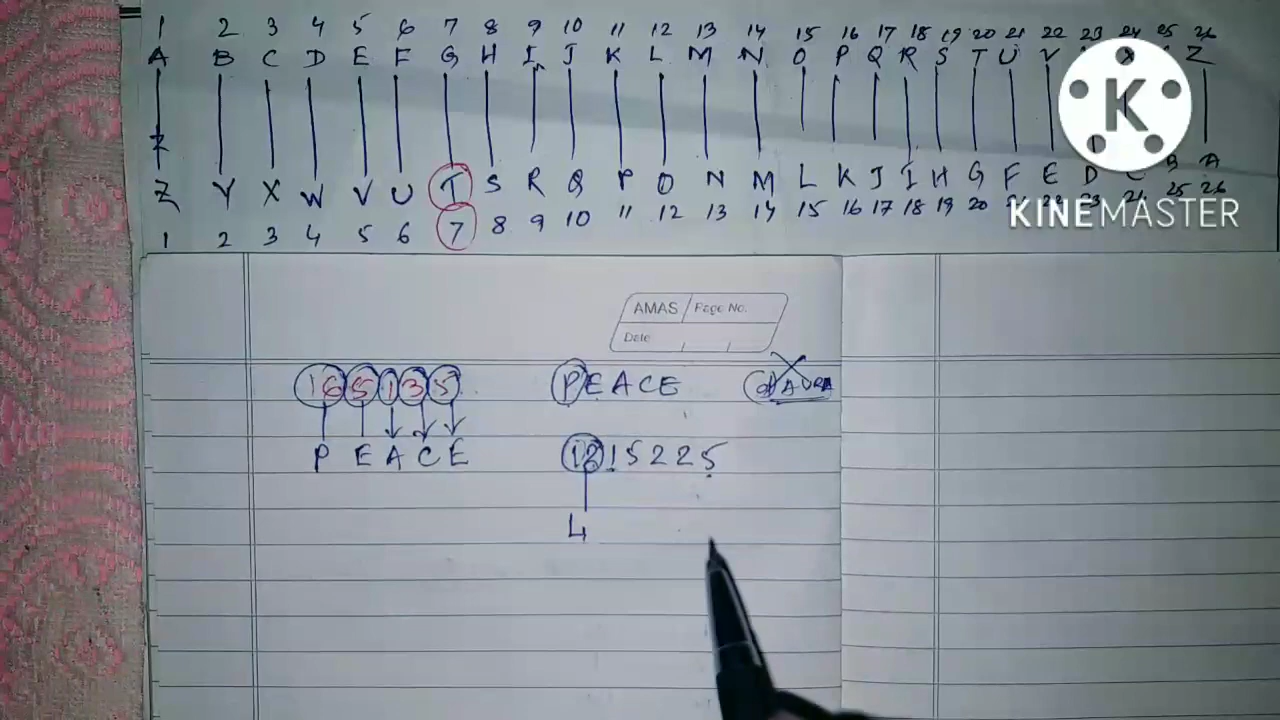 1 2 3 4 5 6 7 8 9 10 11 12 13 14 15 16 17 18 19 20 21 22 23 24 25 26
A B C D E F G H I J K L M N O P Q R S T U V X Z
Z Y X W V U T S R Q P O N M L K J I H G F E D C B A
1 2 3 4 5 6 7 8 9 10 11 12 13 14 15 16 17 18 19 20 25 26
K
KINEMASTER
AMAS Page No.
Date
16 5 1 3 5 PEACE
P E A C E 12 1 5 2 2 5
L